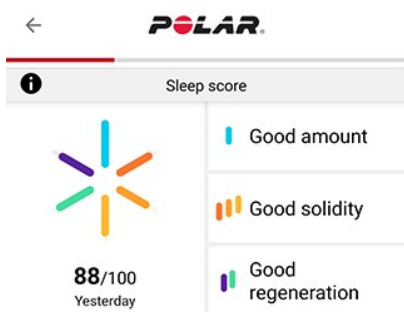 POLAR.
Sleep score
Good amount
Good solidity
Good
regeneration
88/100
Yesterday